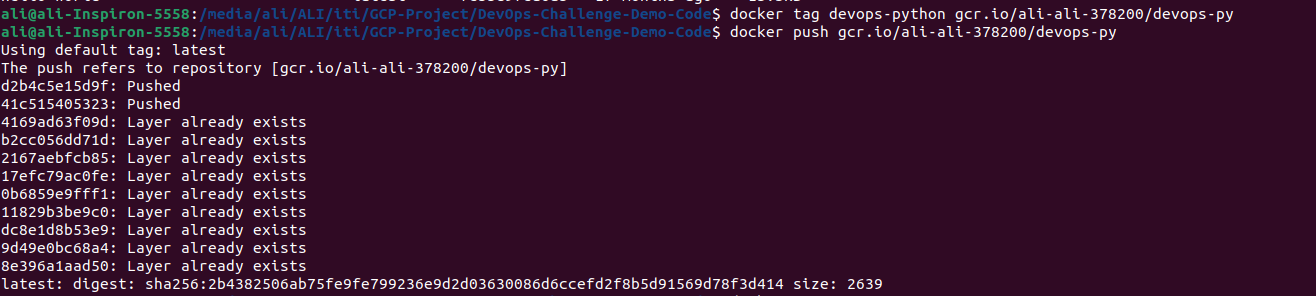 ali@ali-Inspiron-5558:/media/ali/ALI/iti/GCP-Project/DevOps-Challenge-Demo-Code$ docker tag devops-python gcr.io/ali-ali-378200/devops-py
ali@ali-Inspiron-5558:/media/ali/ALI/iti/GCP-Project/DevOps-Challenge-Demo-Code$ docker push gcr.io/ali-ali-378200/devops-py
Using default tag: latest
The push refers to repository [gcr.io/ali-ali-378200/devops-py]
d2b4c5e15d9f: Pushed
41c515405323: Pushed
4169ad63f09d: Layer already exists
b2cc056dd71d: Layer already exists
2167aebfcb85: Layer already exists
17efc79ac0fe: Layer already exists
0b6859e9fff1: Layer already exists
11829b3be9c0: Layer already exists
dc8e1d8b53e9: Layer already exists
9d49e0bc68a4: Layer already exists
8e396a1aad50: Layer already exists
latest: digest: sha256:2b4382506ab75fe9fe799236e9d2d03630086d6ccefd2f8b5d91569d78f3d414 size: 2639